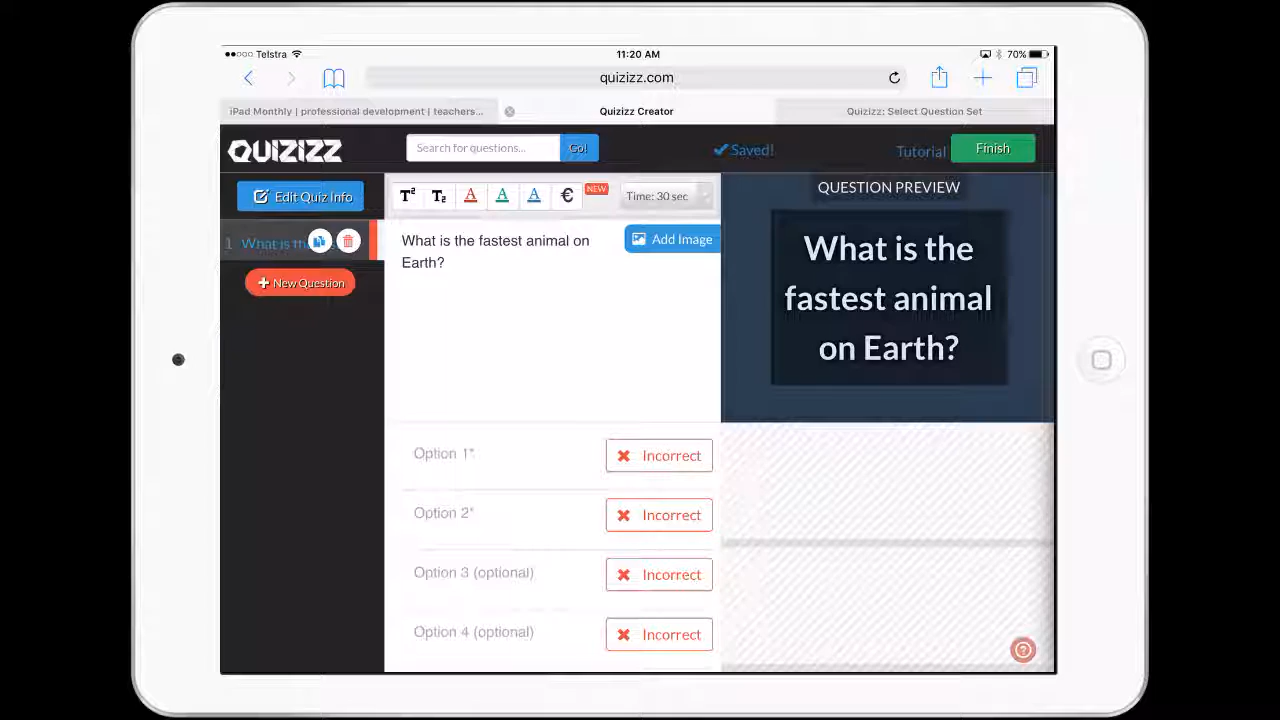 Telstra
11:20 AM
70%
quizizz.com
iPad Monthly | professional development | teachers...
Quizizz Creator
Quizizz: Select Question Set
QUIZIZZ
Search for questions...
Go!
Saved!
Tutorial
Finish
Edit Quiz Info
T² T₂ A A A €
NEW
Time: 30 sec
QUESTION PREVIEW
1
New Question
What is the fastest animal on
Earth?
Add Image
What is the
fastest animal
on Earth?
Option 1*
Incorrect
Option 2*
Incorrect
Option 3 (optional)
Incorrect
Option 4 (optional)
Incorrect
?